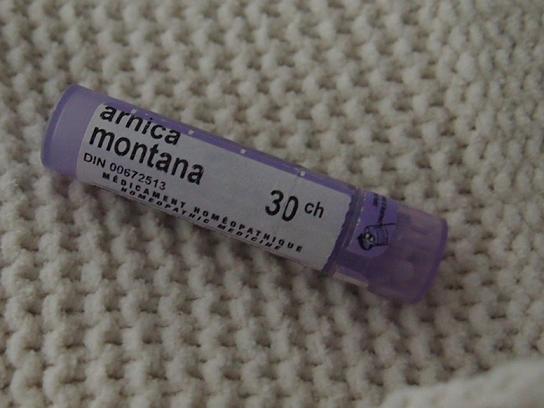 arnica
montana
DIN 00672513
30 ch
MÉDICAMENT HOMÉOPATHIQUE
HOMEOPATHIC MEDICINE